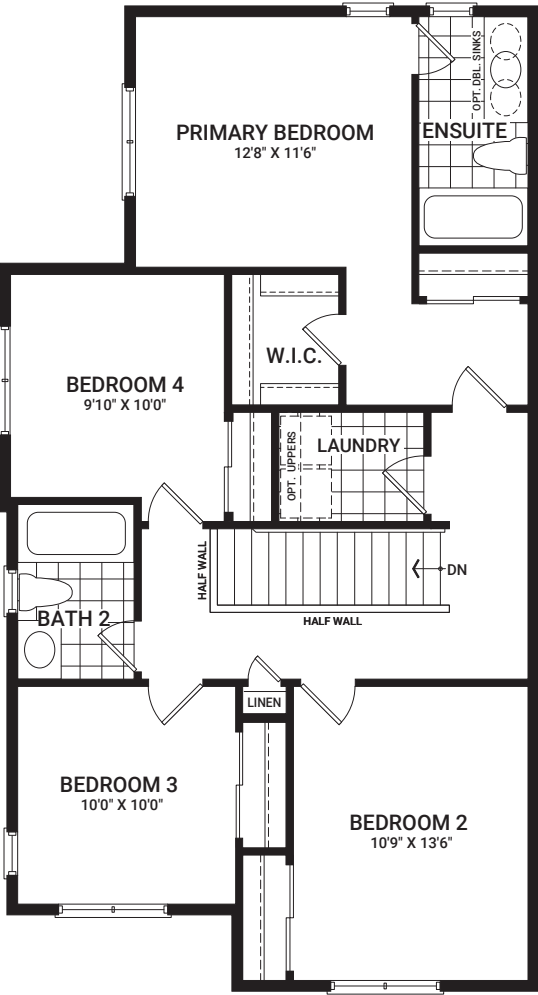 OPT. DBL. SINKS
PRIMARY BEDROOM
12'8" X 11'6"
ENSUITE
W.I.C.
BEDROOM 4
9'10" X 10'0"
LAUNDRY
OPT. UPPERS
HALF WALL
DN
BATH 2
HALF WALL
LINEN
BEDROOM 3
10'0" X 10'0"
BEDROOM 2
10'9" X 13'6"